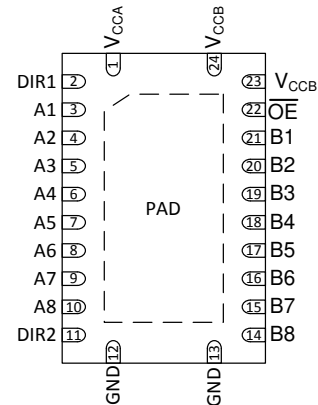 VCCA VCCB
1 24
DIR1 2 23 VCCB
A1 3 22 OE
A2 4 21 B1
A3 5 20 B2
A4 6 19 B3
A5 7 PAD 18 B4
A6 8 17 B5
A7 9 16 B6
A8 10 15 B7
DIR2 11 14 B8
12 13
GND GND